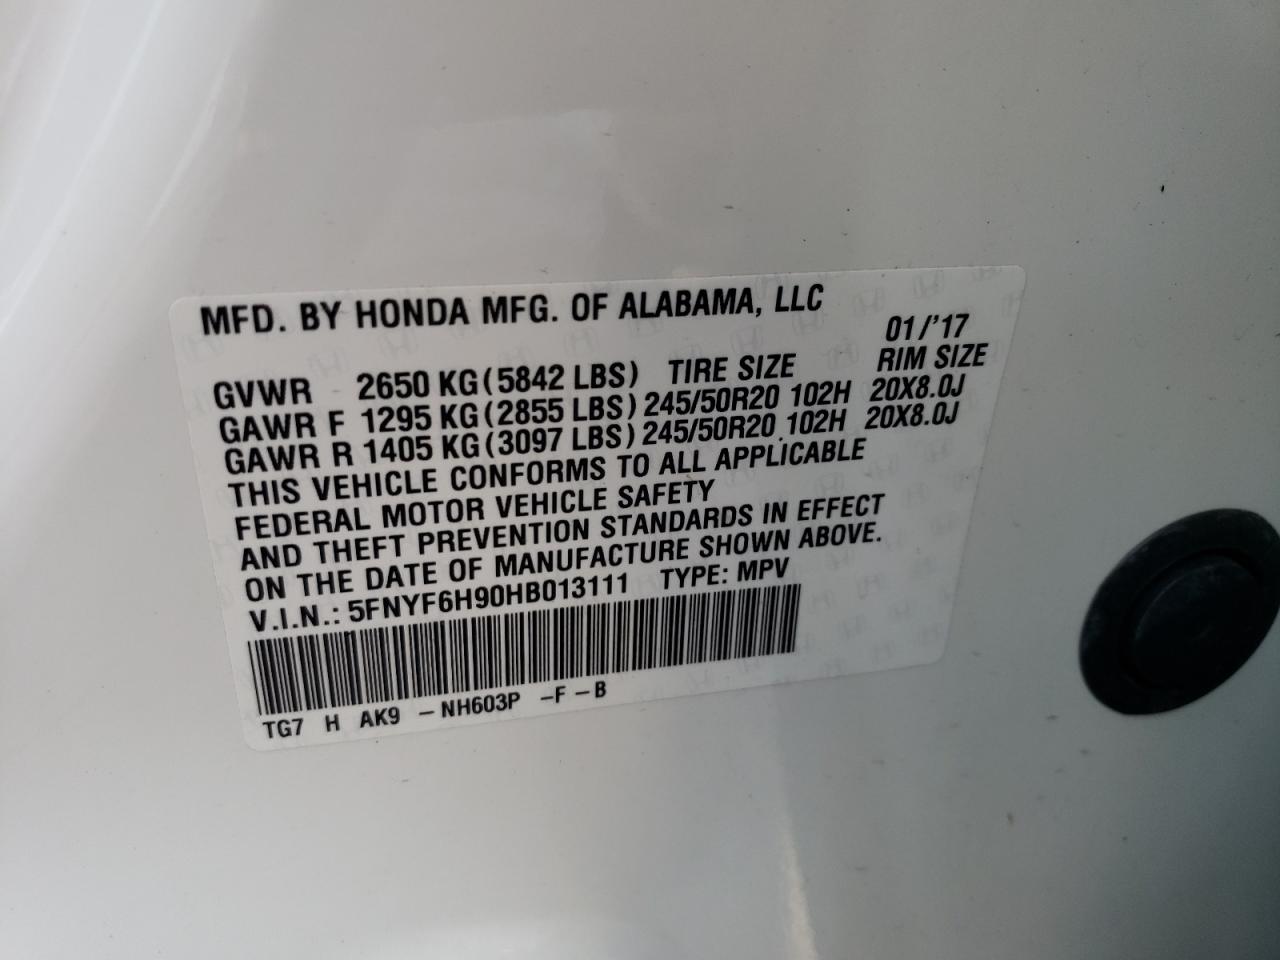 MFD. BY HONDA MFG. OF ALABAMA, LLC
01/'17
GVWR 2650 KG(5842 LBS) TIRE SIZE RIM SIZE
GAWR F 1295 KG(2855 LBS) 245/50R20 102H 20X8.0J
GAWR R 1405 KG(3097 LBS) 245/50R20 102H 20X8.0J
THIS VEHICLE CONFORMS TO ALL APPLICABLE
FEDERAL MOTOR VEHICLE SAFETY
AND THEFT PREVENTION STANDARDS IN EFFECT
ON THE DATE OF MANUFACTURE SHOWN ABOVE.
V.I.N.: 5FNYF6H90HB013111 TYPE: MPV
TG7 H AK9 -NH603P -F-B